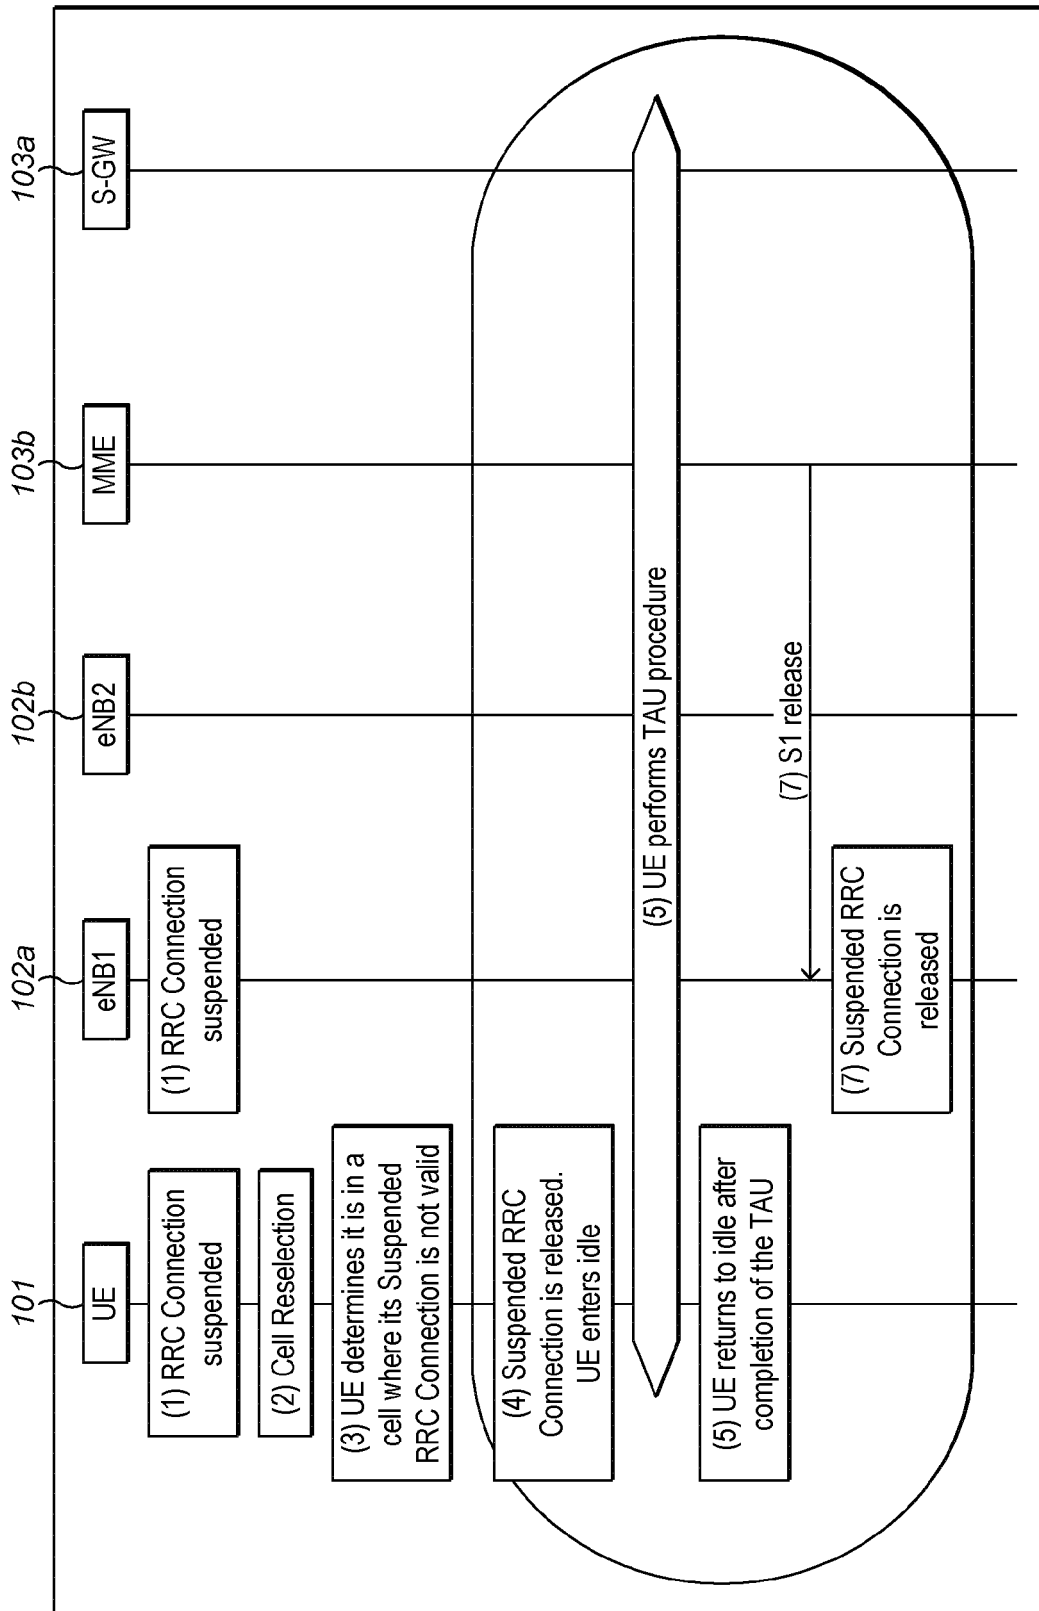 101
102a
102b
103b
103a
UE
eNB1
eNB2
MME
S-GW
(1) RRC Connection
suspended
(1) RRC Connection
suspended
(2) Cell Reselection
(3) UE determines it is in a
cell where its Suspended
RRC Connection is not valid
(4) Suspended RRC
Connection is released.
UE enters idle
(5) UE performs TAU procedure
(5) UE returns to idle after
completion of the TAU
(7) S1 release
(7) Suspended RRC
Connection is
released